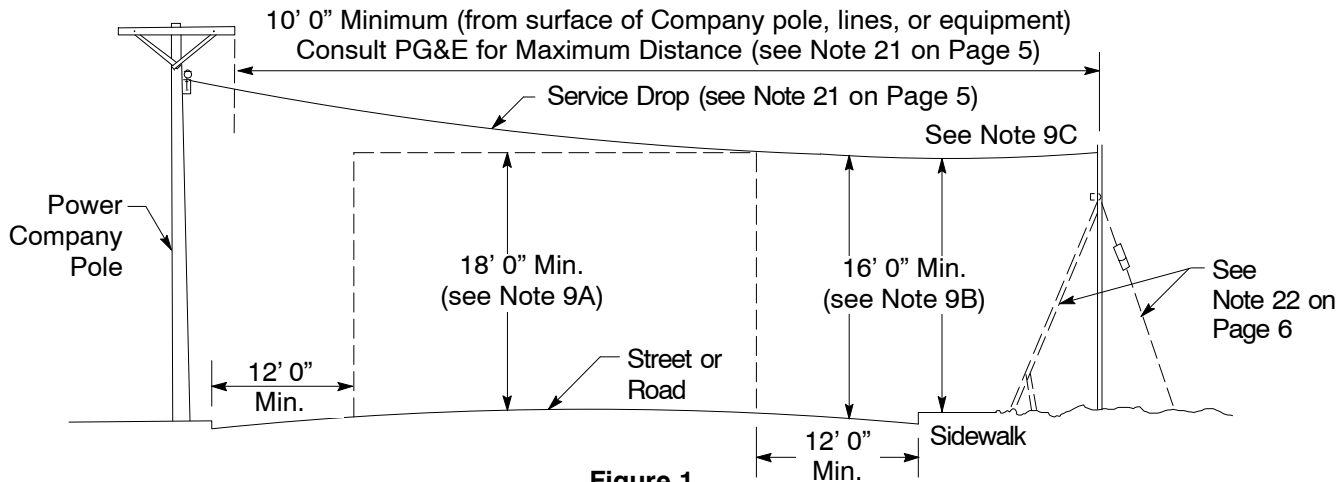 10’ 0” Minimum (from surface of Company pole, lines, or equipment)
Consult PG&E for Maximum Distance (see Note 21 on Page 5)
Service Drop (see Note 21 on Page 5)
See Note 9C
Power
Company
Pole
18’ 0” Min.
(see Note 9A)
16’ 0” Min.
(see Note 9B)
See
Note 22 on
Page 6
12’ 0”
Min.
Street or
Road
12’ 0”
Min.
Sidewalk
Figure 1